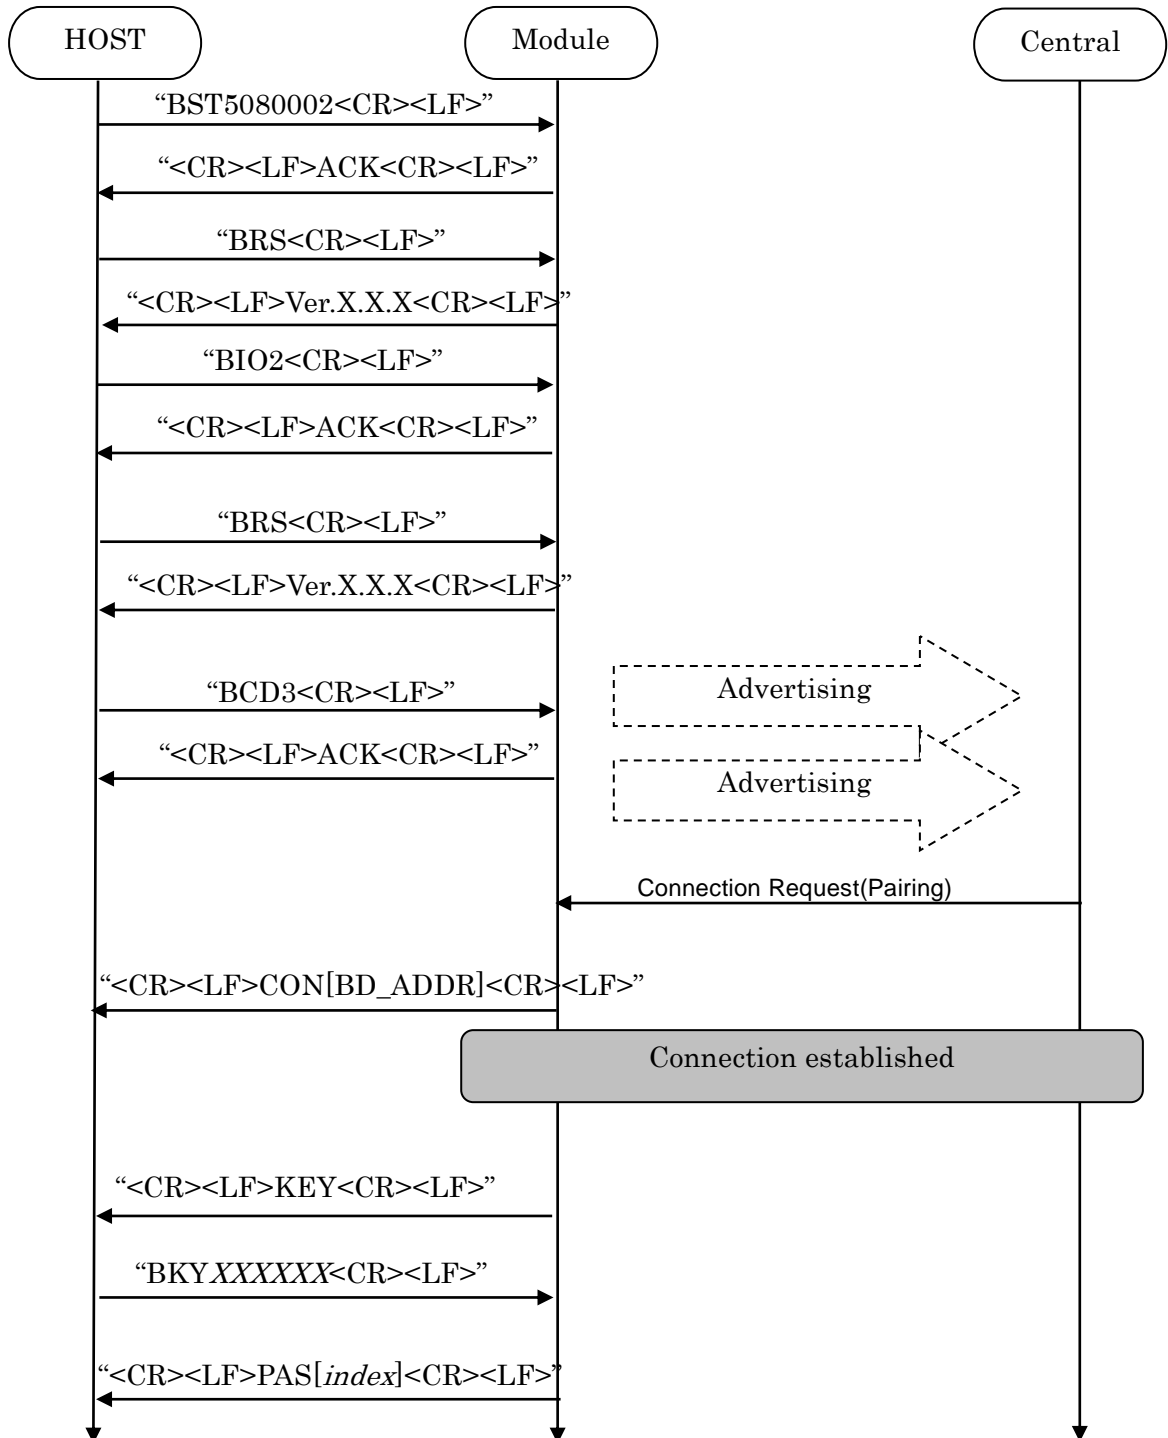 HOST
Module
Central
“BST5080002<CR><LF>”
“<CR><LF>ACK<CR><LF>”
“BRS<CR><LF>”
“<CR><LF>Ver.X.X.X<CR><LF>”
“BIO2<CR><LF>”
“<CR><LF>ACK<CR><LF>”
“BRS<CR><LF>”
“<CR><LF>Ver.X.X.X<CR><LF>”
“BCD3<CR><LF>”
Advertising
“<CR><LF>ACK<CR><LF>”
Advertising
Connection Request(Pairing)
“<CR><LF>CON[BD_ADDR]<CR><LF>”
Connection established
“<CR><LF>KEY<CR><LF>”
“BKYXXXXXX<CR><LF>”
“<CR><LF>PAS[index]<CR><LF>”